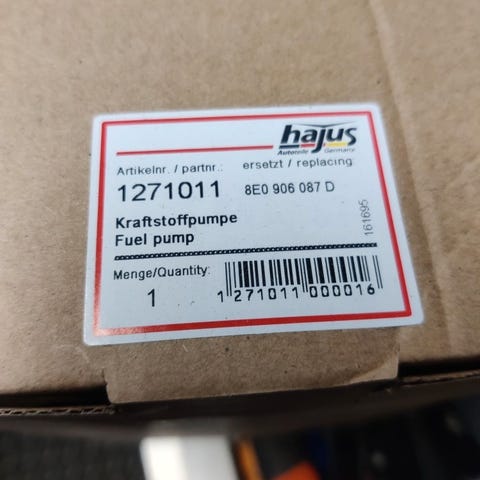 hajus
Autoteile Germany
Artikelnr. / partnr.: ersetzt / replacing:
1271011 8E0 906 087 D
Kraftstoffpumpe
Fuel pump
161695
Menge/Quantity:
1
1 271011 000016